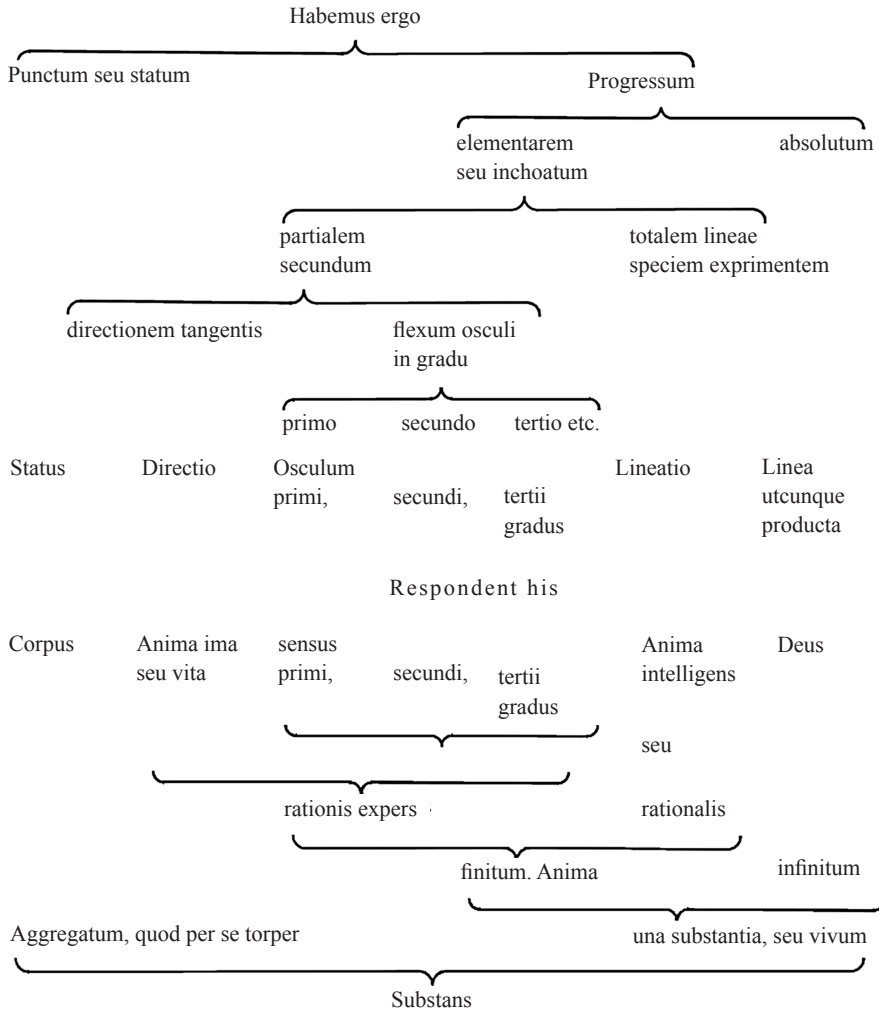 Habemus ergo
Punctum seu statum Progressum
elementarem absolutum
seu inchoatum
partialem totalem lineae
secundum speciem exprimentem
directionem tangentis flexum osculi
in gradu
primo secundo tertio etc.
Status Directio Osculum Lineatio Linea
primi, secundi, tertii utcunque
gradus producta
Respondent his
Corpus Anima ima sensus Anima Deus
seu vita primi, secundi, tertii intelligens
gradus
seu
rationis expers rationalis
finitum. Anima infinitum
Aggregatum, quod per se torper una substantia, seu vivum
Substans